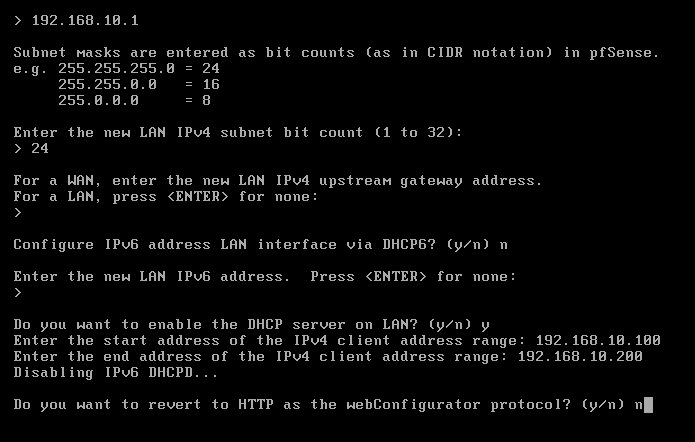 > 192.168.10.1
Subnet masks are entered as bit counts (as in CIDR notation) in pfSense.
e.g. 255.255.255.0 = 24
     255.255.0.0   = 16
     255.0.0.0     = 8
Enter the new LAN IPv4 subnet bit count (1 to 32):
> 24
For a WAN, enter the new LAN IPv4 upstream gateway address.
For a LAN, press <ENTER> for none:
>
Configure IPv6 address LAN interface via DHCP6? (y/n) n
Enter the new LAN IPv6 address.  Press <ENTER> for none:
>
Do you want to enable the DHCP server on LAN? (y/n) y
Enter the start address of the IPv4 client address range: 192.168.10.100
Enter the end address of the IPv4 client address range: 192.168.10.200
Disabling IPv6 DHCPD...
Do you want to revert to HTTP as the webConfigurator protocol? (y/n) n